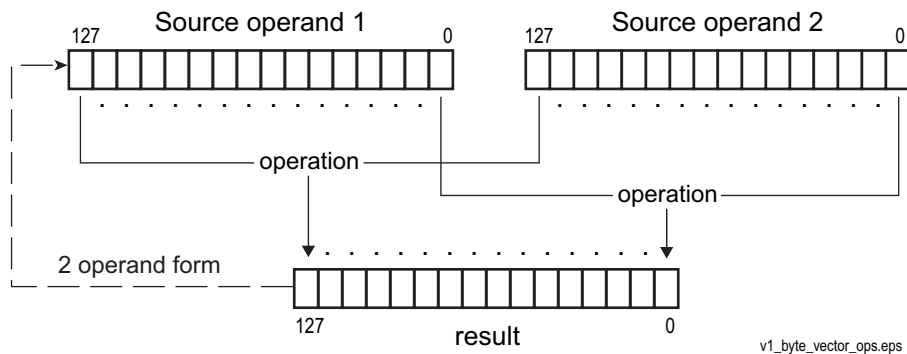 Source operand 1
Source operand 2
127 0
127 0
operation
operation
2 operand form
127 0
result
v1_byte_vector_ops.eps